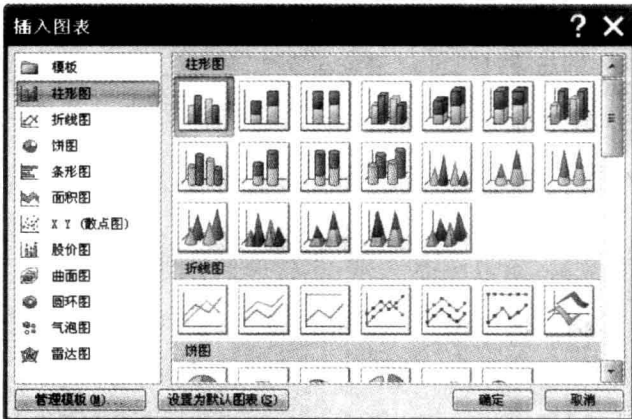 插入图表
? ×
模板
柱形图
折线图
饼图
条形图
面积图
X Y (散点图)
股价图
曲面图
圆环图
气泡图
雷达图
柱形图
折线图
饼图
管理模板(M)
设置为默认图表(S)
确定
取消